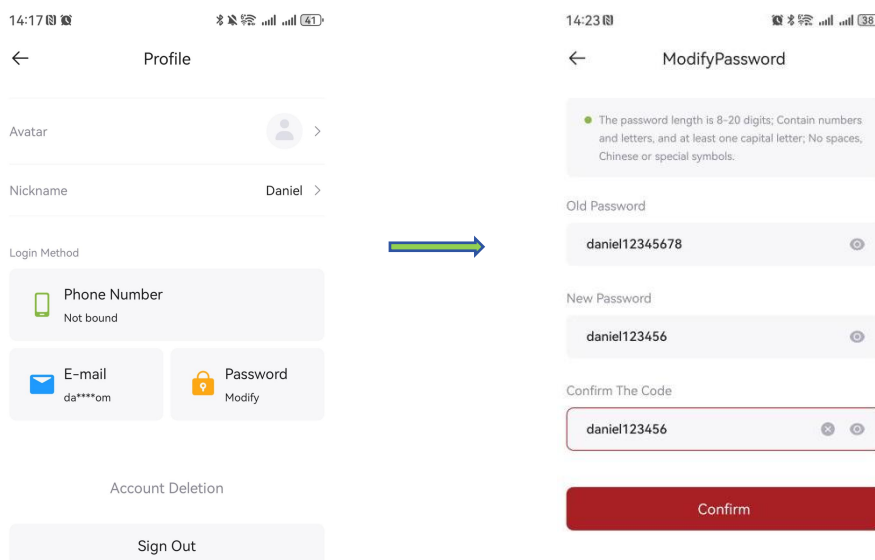 14:17
41
Profile
Avatar
Nickname
Daniel
Login Method
Phone Number
Not bound
E-mail
da****om
Password
Modify
Account Deletion
Sign Out
14:23
38
ModifyPassword
The password length is 8-20 digits; Contain numbers
and letters, and at least one capital letter; No spaces,
Chinese or special symbols.
Old Password
daniel12345678
New Password
daniel123456
Confirm The Code
daniel123456
Confirm